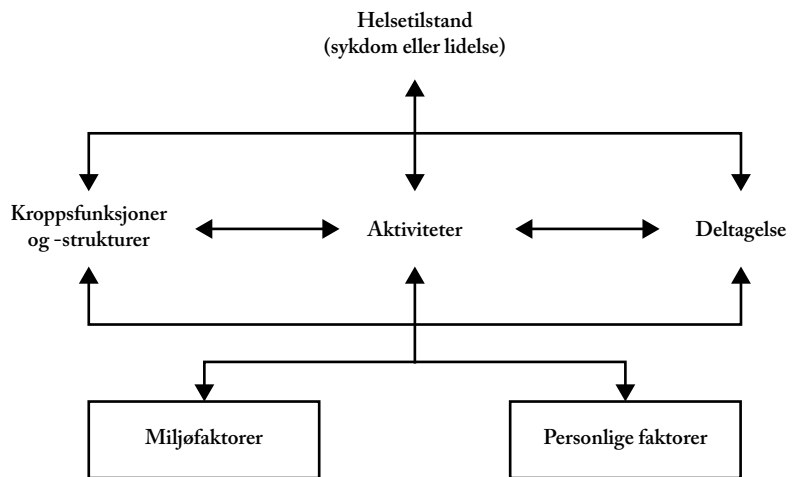 Helsetilstand
(sykdom eller lidelse)
Kroppsfunksjoner
og -strukturer
Aktiviteter
Deltagelse
Miljøfaktorer
Personlige faktorer